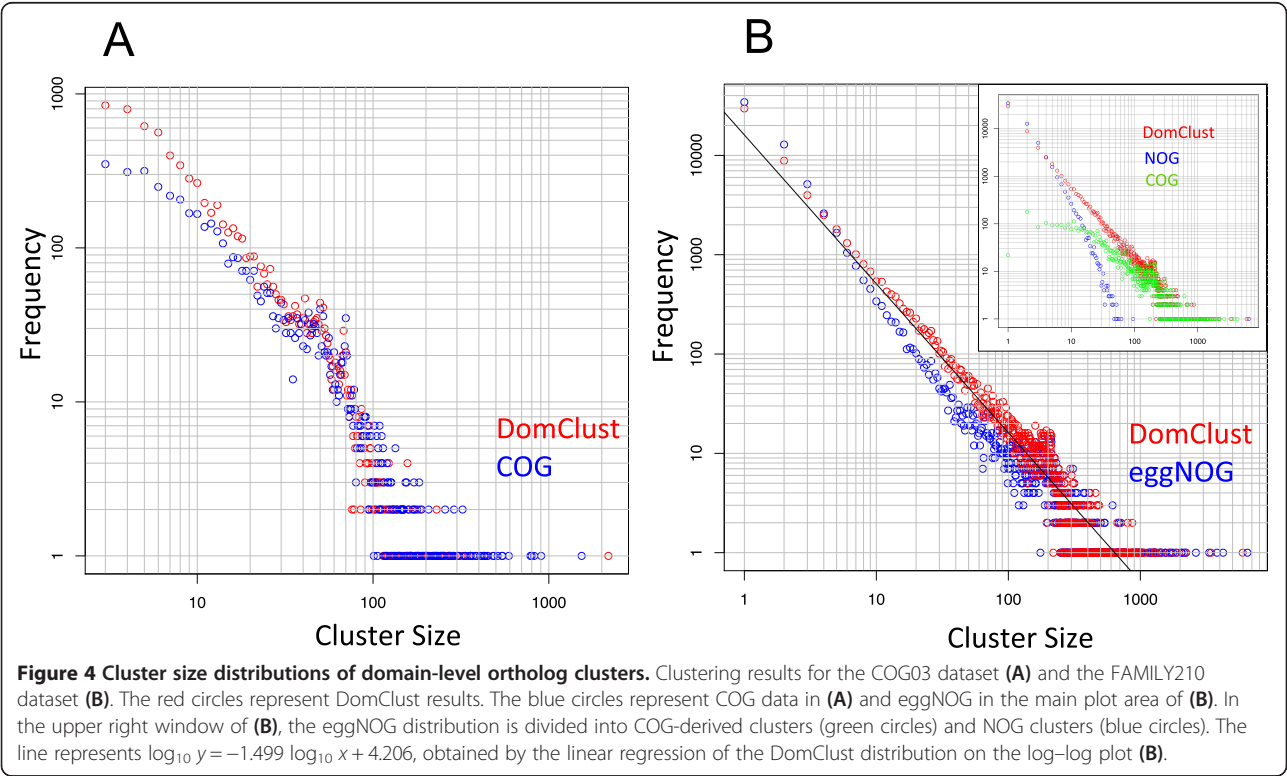 A
B
1000
100
10
1
Frequency
10
100
1000
Cluster Size
DomClust
COG
10000
1000
100
10
1
Frequency
1
10
100
1000
Cluster Size
DomClust
eggNOG
10000
1000
100
10
1
1
10
100
1000
DomClust
NOG
COG
Figure 4 Cluster size distributions of domain-level ortholog clusters. Clustering results for the COG03 dataset (A) and the FAMILY210
dataset (B). The red circles represent DomClust results. The blue circles represent COG data in (A) and eggNOG in the main plot area of (B). In
the upper right window of (B), the eggNOG distribution is divided into COG-derived clusters (green circles) and NOG clusters (blue circles). The
line represents log₁₀ y = −1.499 log₁₀ x + 4.206, obtained by the linear regression of the DomClust distribution on the log–log plot (B).